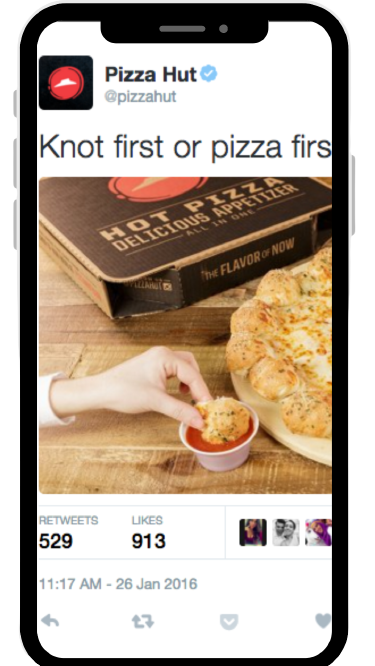 Pizza Hut
@pizzahut
Knot first or pizza firs
HOT PIZZA
DELICIOUS APPETIZER
ALL IN ONE
THE FLAVOR OF NOW
RETWEETS LIKES
529 913
11:17 AM - 26 Jan 2016